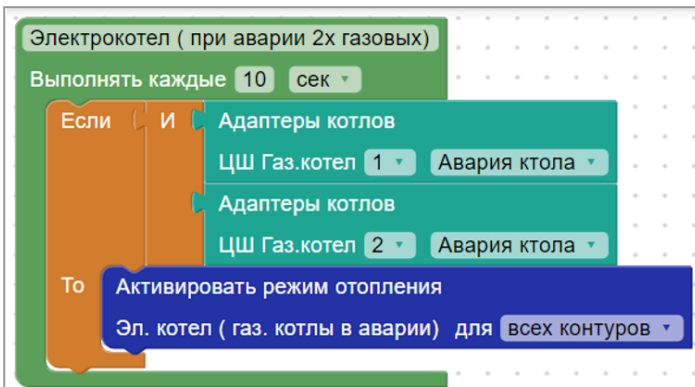 Электрокотел ( при аварии 2х газовых)
Выполнять каждые 10 сек
Если И Адаптеры котлов
ЦШ Газ.котел 1 Авария ктола
Адаптеры котлов
ЦШ Газ.котел 2 Авария ктола
То Активировать режим отопления
Эл. котел ( газ. котлы в аварии) для всех контуров